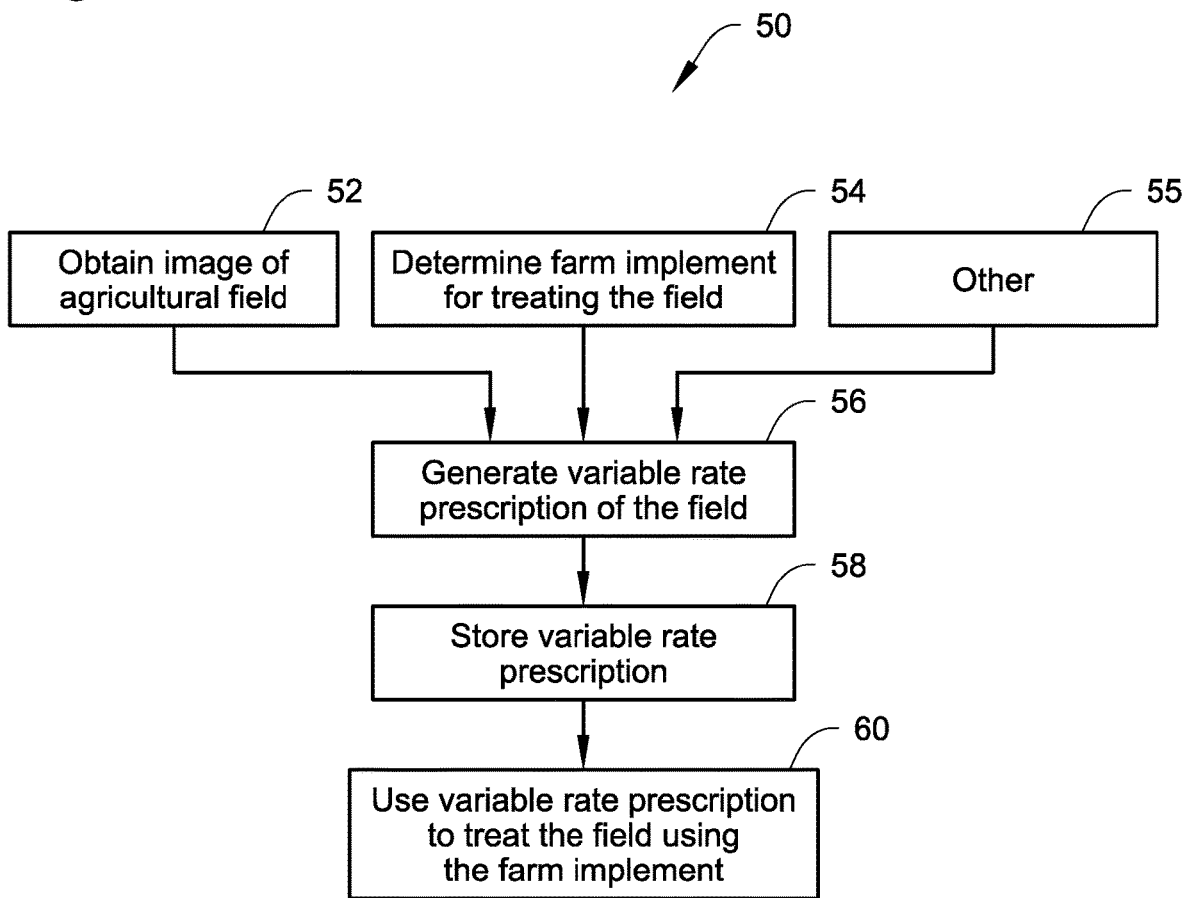 50
52
54
55
Obtain image of
agricultural field
Determine farm implement
for treating the field
Other
56
Generate variable rate
prescription of the field
58
Store variable rate
prescription
60
Use variable rate prescription
to treat the field using
the farm implement